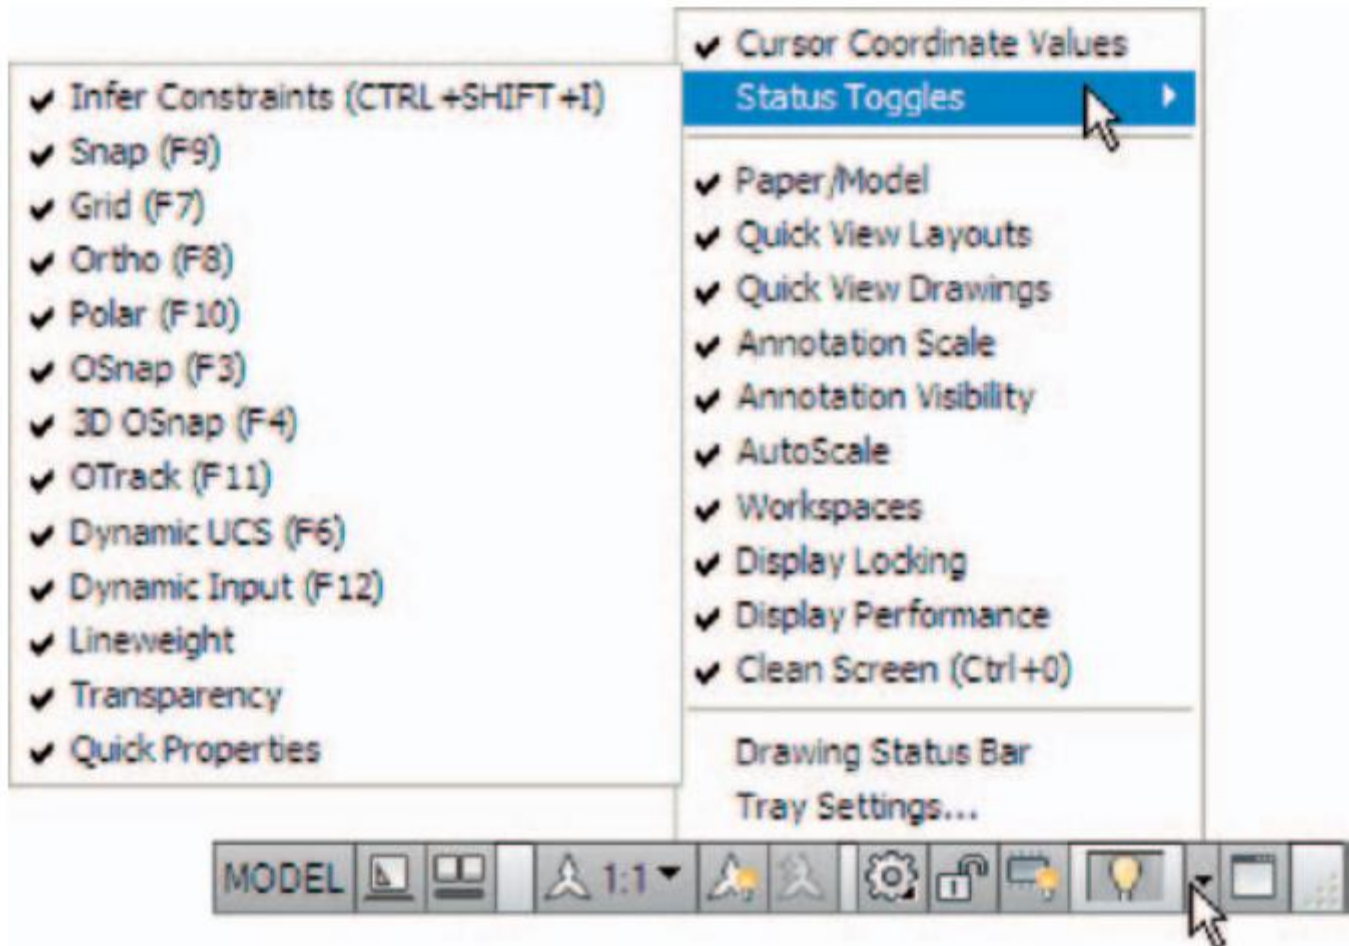 Cursor Coordinate Values
Status Toggles
Infer Constraints (CTRL+SHIFT+I)
Snap (F9)
Grid (F7)
Ortho (F8)
Polar (F10)
OSnap (F3)
3D OSnap (F4)
OTrack (F11)
Dynamic UCS (F6)
Dynamic Input (F12)
Lineweight
Transparency
Quick Properties
Paper/Model
Quick View Layouts
Quick View Drawings
Annotation Scale
Annotation Visibility
AutoScale
Workspaces
Display Locking
Display Performance
Clean Screen (Ctrl+0)
Drawing Status Bar
Tray Settings...
MODEL 1:1